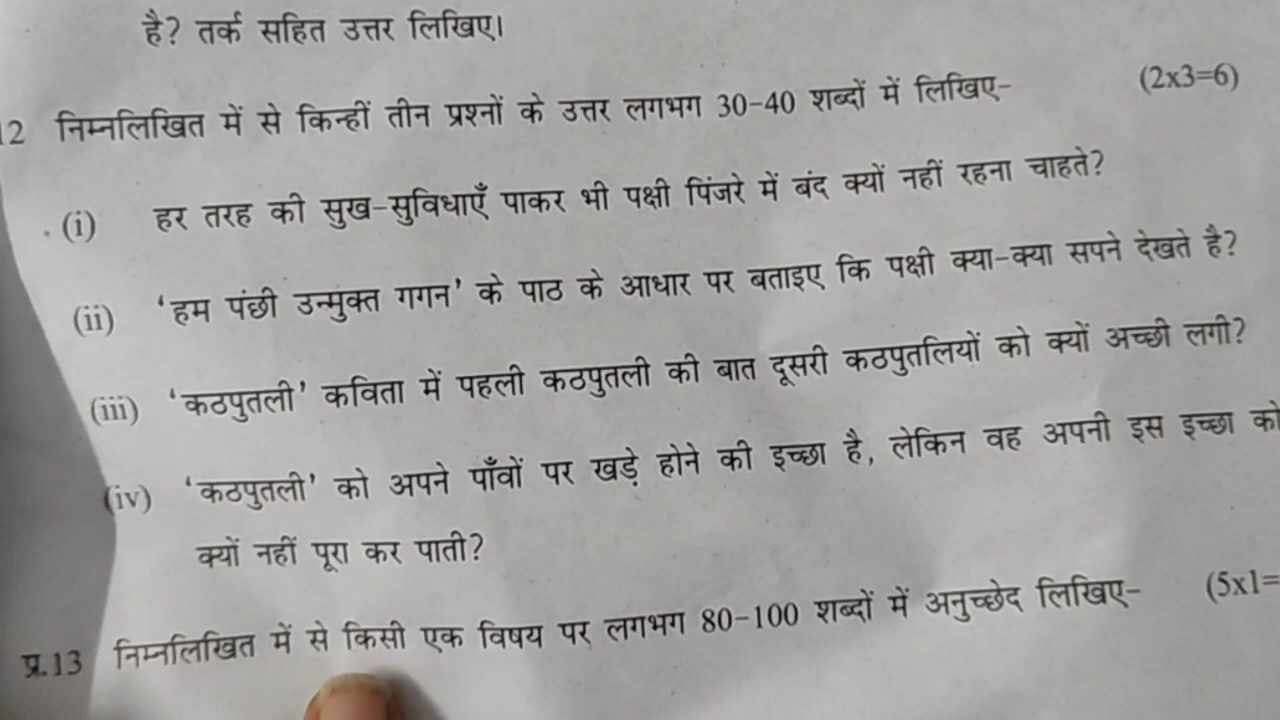 है? तर्क सहित उत्तर लिखिए।
12 निम्नलिखित में से किन्हीं तीन प्रश्नों के उत्तर लगभग 30-40 शब्दों में लिखिए- (2x3=6)
(i) हर तरह की सुख-सुविधाएँ पाकर भी पक्षी पिंजरे में बंद क्यों नहीं रहना चाहते?
(ii) 'हम पंछी उन्मुक्त गगन' के पाठ के आधार पर बताइए कि पक्षी क्या-क्या सपने देखते है?
(iii) 'कठपुतली' कविता में पहली कठपुतली की बात दूसरी कठपुतलियों को क्यों अच्छी लगी?
(iv) 'कठपुतली' को अपने पाँवों पर खड़े होने की इच्छा है, लेकिन वह अपनी इस इच्छा को
क्यों नहीं पूरा कर पाती?
प्र.13 निम्नलिखित में से किसी एक विषय पर लगभग 80-100 शब्दों में अनुच्छेद लिखिए- (5x1=